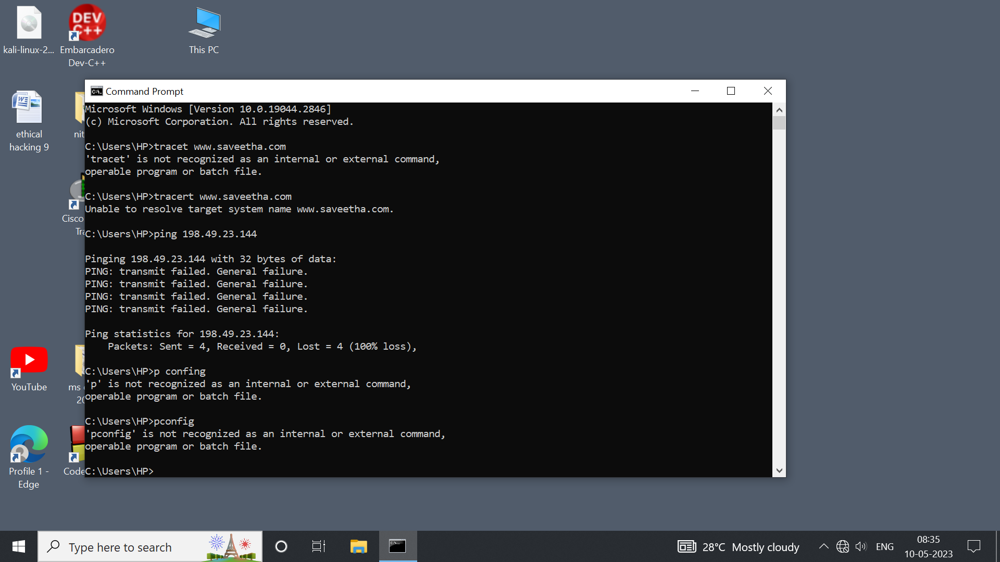 kali-linux-2...
DEV
C++
Embarcadero
Dev-C++
This PC
Command Prompt
Microsoft Windows [Version 10.0.19044.2846]
(c) Microsoft Corporation. All rights reserved.
C:\Users\HP>tracet www.saveetha.com
'tracet' is not recognized as an internal or external command,
operable program or batch file.
C:\Users\HP>tracert www.saveetha.com
Unable to resolve target system name www.saveetha.com.
C:\Users\HP>ping 198.49.23.144
Pinging 198.49.23.144 with 32 bytes of data:
PING: transmit failed. General failure.
PING: transmit failed. General failure.
PING: transmit failed. General failure.
PING: transmit failed. General failure.
Ping statistics for 198.49.23.144:
Packets: Sent = 4, Received = 0, Lost = 4 (100% loss),
C:\Users\HP>p confing
'p' is not recognized as an internal or external command,
operable program or batch file.
C:\Users\HP>pconfig
'pconfig' is not recognized as an internal or external command,
operable program or batch file.
C:\Users\HP>
ethical
hacking 9
nit
Cisco
Tra
YouTube
ms
20
Profile 1 -
Edge
Code
Type here to search
28°C Mostly cloudy
ENG
08:35
10-05-2023